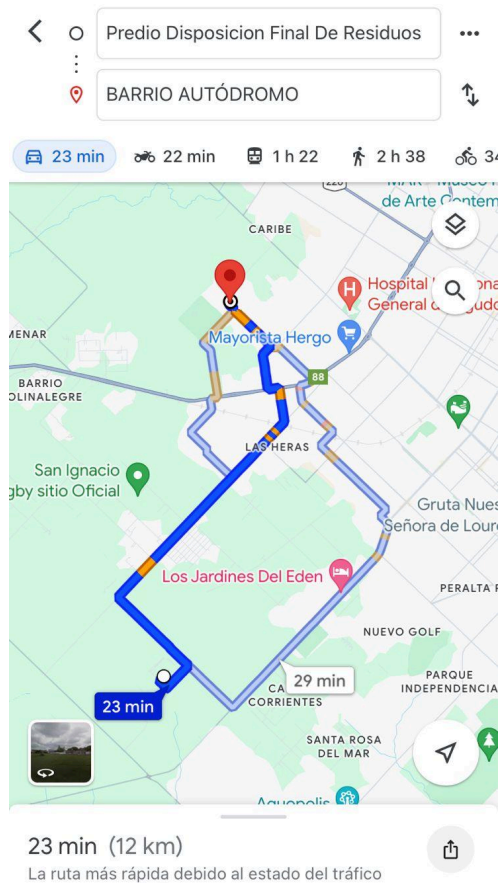 Predio Disposicion Final De Residuos
BARRIO AUTÓDROMO
23 min
22 min
1 h 22
2 h 38
34
de Arte Contem
CARIBE
Hospital
General
Mayorista Hergo
MENAR
88
BARRIO
OLINALEGRE
LAS HERAS
San Ignacio
gby sitio Oficial
Gruta Nues
Señora de Lour
Los Jardines Del Eden
PERALTA R
NUEVO GOLF
29 min
PARQUE
INDEPENDENCIA
CORRIENTES
23 min
SANTA ROSA
DEL MAR
Aquopolis
23 min (12 km)
La ruta más rápida debido al estado del tráfico